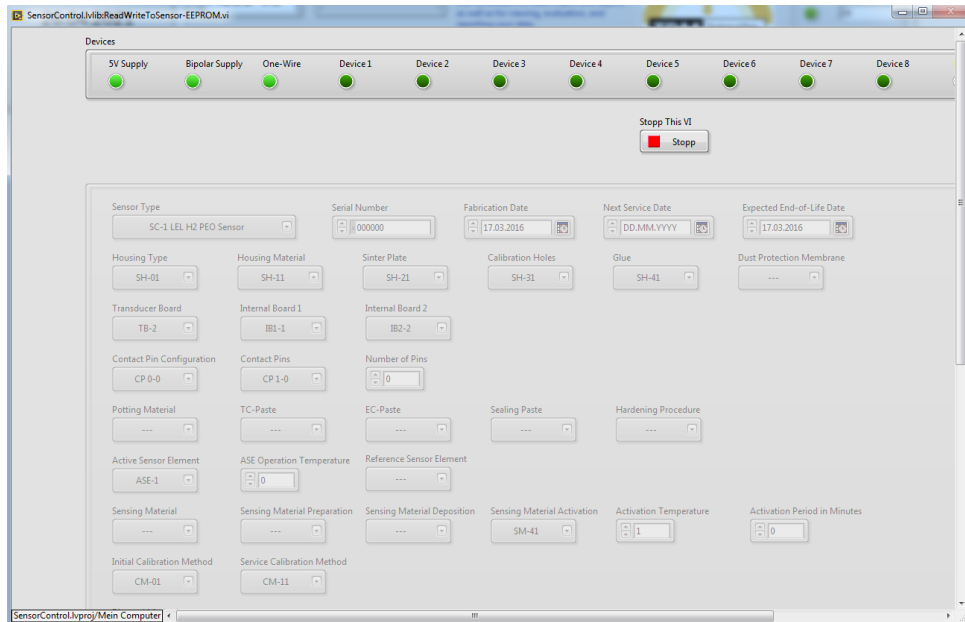 SensorControl.lvlib:ReadWriteToSensor-EEPROM.vi
Devices
5V Supply Bipolar Supply One-Wire Device 1 Device 2 Device 3 Device 4 Device 5 Device 6 Device 7 Device 8
Stopp This VI
Stopp
Sensor Type Serial Number Fabrication Date Next Service Date Expected End-of-Life Date
SC-1 LEL H2 PEO Sensor 000000 17.03.2016 DD.MM.YYYY 17.03.2016
Housing Type Housing Material Sinter Plate Calibration Holes Glue Dust Protection Membrane
SH-01 SH-11 SH-21 SH-31 SH-41 ---
Transducer Board Internal Board 1 Internal Board 2
TB-2 IB1-1 IB2-2
Contact Pin Configuration Contact Pins Number of Pins
CP 0-0 CP 1-0 0
Potting Material TC-Paste EC-Paste Sealing Paste Hardening Procedure
--- --- --- --- ---
Active Sensor Element ASE Operation Temperature Reference Sensor Element
ASE-1 0 ---
Sensing Material Sensing Material Preparation Sensing Material Deposition Sensing Material Activation Activation Temperature Activation Period in Minutes
--- --- --- SM-41 1 0
Initial Calibration Method Service Calibration Method
CM-01 CM-11
SensorControl.lvproj/Mein Computer